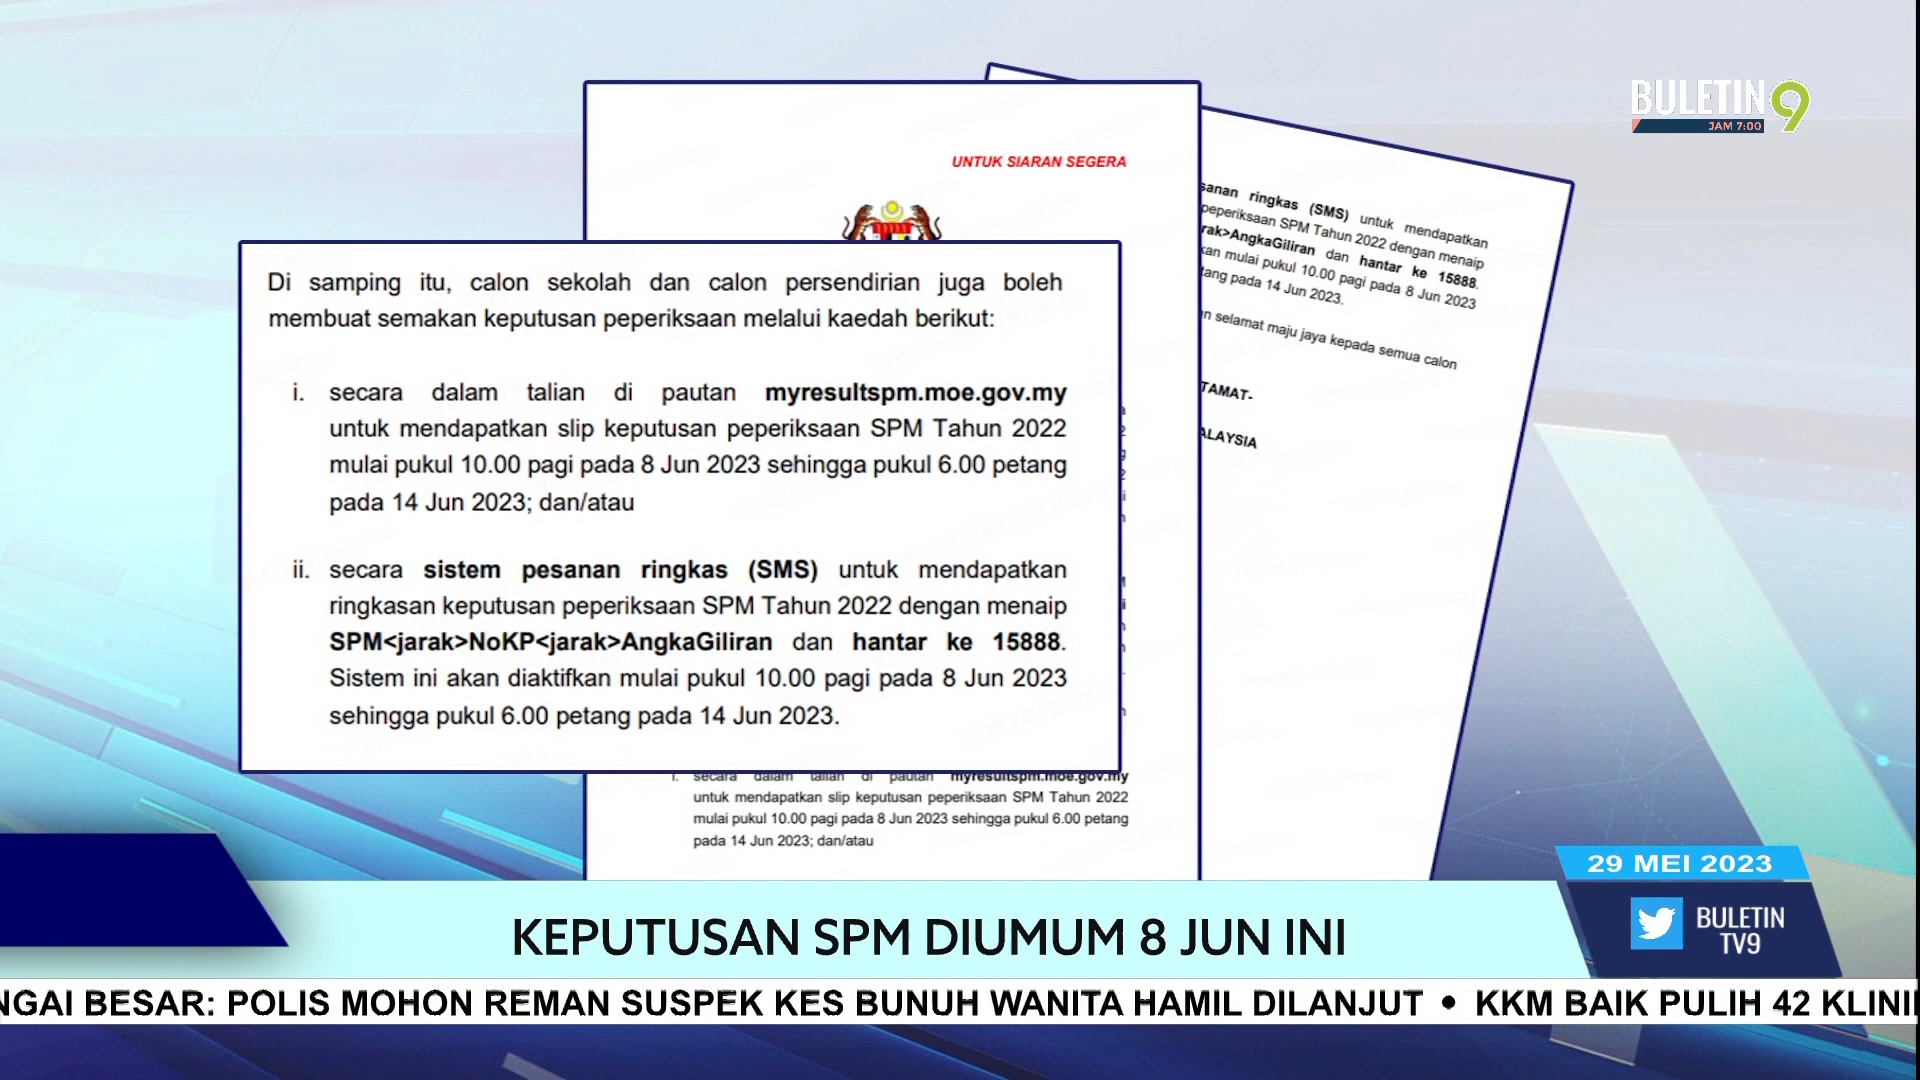 BULETIN 9
JAM 7:00
UNTUK SIARAN SEGERA
Di samping itu, calon sekolah dan calon persendirian juga boleh
membuat semakan keputusan peperiksaan melalui kaedah berikut:
i. secara dalam talian di pautan myresultspm.moe.gov.my
untuk mendapatkan slip keputusan peperiksaan SPM Tahun 2022
mulai pukul 10.00 pagi pada 8 Jun 2023 sehingga pukul 6.00 petang
pada 14 Jun 2023; dan/atau
ii. secara sistem pesanan ringkas (SMS) untuk mendapatkan
ringkasan keputusan peperiksaan SPM Tahun 2022 dengan menaip
SPM<jarak>NoKP<jarak>AngkaGiliran dan hantar ke 15888.
Sistem ini akan diaktifkan mulai pukul 10.00 pagi pada 8 Jun 2023
sehingga pukul 6.00 petang pada 14 Jun 2023.
i. secara dalam talian di pautan myresultspm.moe.gov.my
untuk mendapatkan slip keputusan peperiksaan SPM Tahun 2022
mulai pukul 10.00 pagi pada 8 Jun 2023 sehingga pukul 6.00 petang
pada 14 Jun 2023; dan/atau
sanan ringkas (SMS) untuk mendapatkan
peperiksaan SPM Tahun 2022 dengan menaip
rak>AngkaGiliran dan hantar ke 15888.
kan mulai pukul 10.00 pagi pada 8 Jun 2023
tang pada 14 Jun 2023.
n selamat maju jaya kepada semua calon
TAMAT-
ALAYSIA
29 MEI 2023
BULETIN
TV9
KEPUTUSAN SPM DIUMUM 8 JUN INI
NGAI BESAR: POLIS MOHON REMAN SUSPEK KES BUNUH WANITA HAMIL DILANJUT • KKM BAIK PULIH 42 KLINI